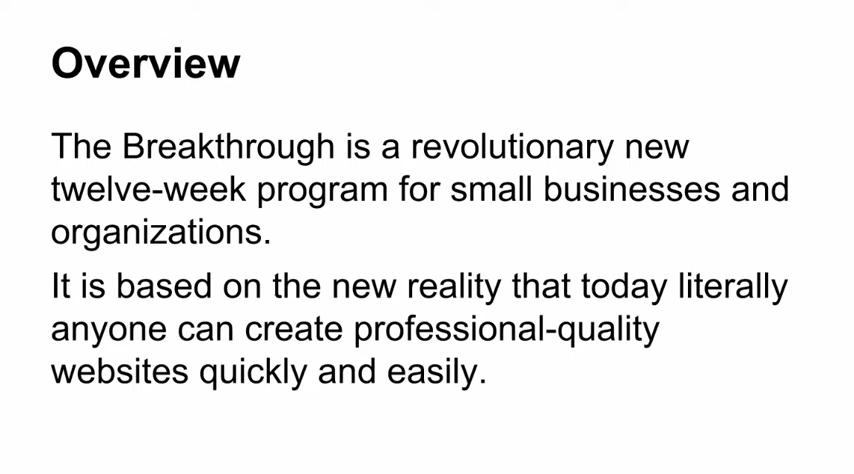 Overview
The Breakthrough is a revolutionary new
twelve-week program for small businesses and
organizations.
It is based on the new reality that today literally
anyone can create professional-quality
websites quickly and easily.